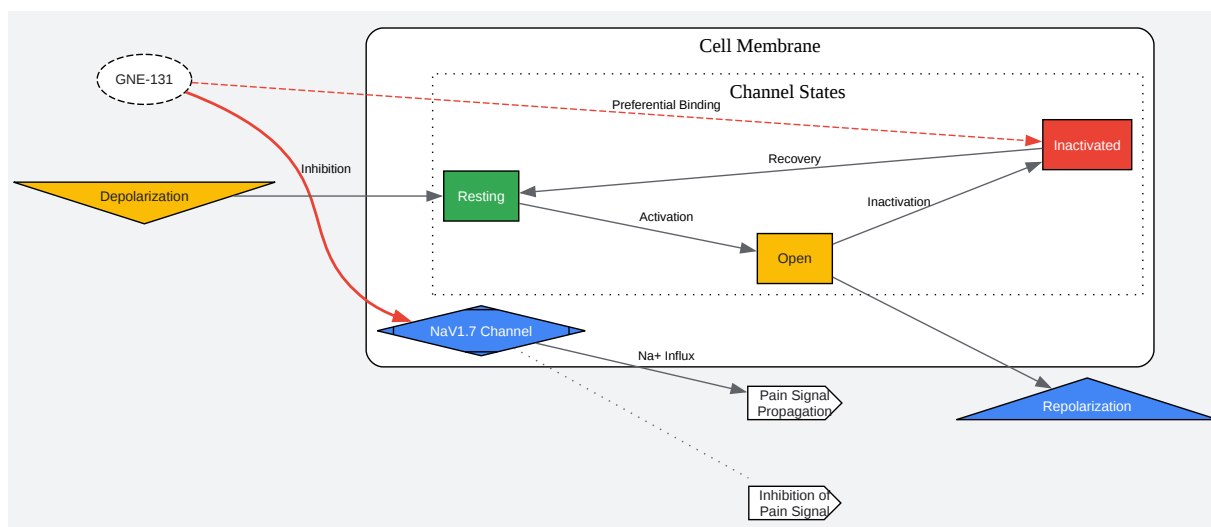 Cell Membrane
GNE-131
Channel States
Preferential Binding
Inactivated
Recovery
Inhibition
Depolarization
Resting
Inactivation
Activation
Open
NaV1.7 Channel
Na+ Influx
Pain Signal
Propagation
Repolarization
Inhibition of
Pain Signal